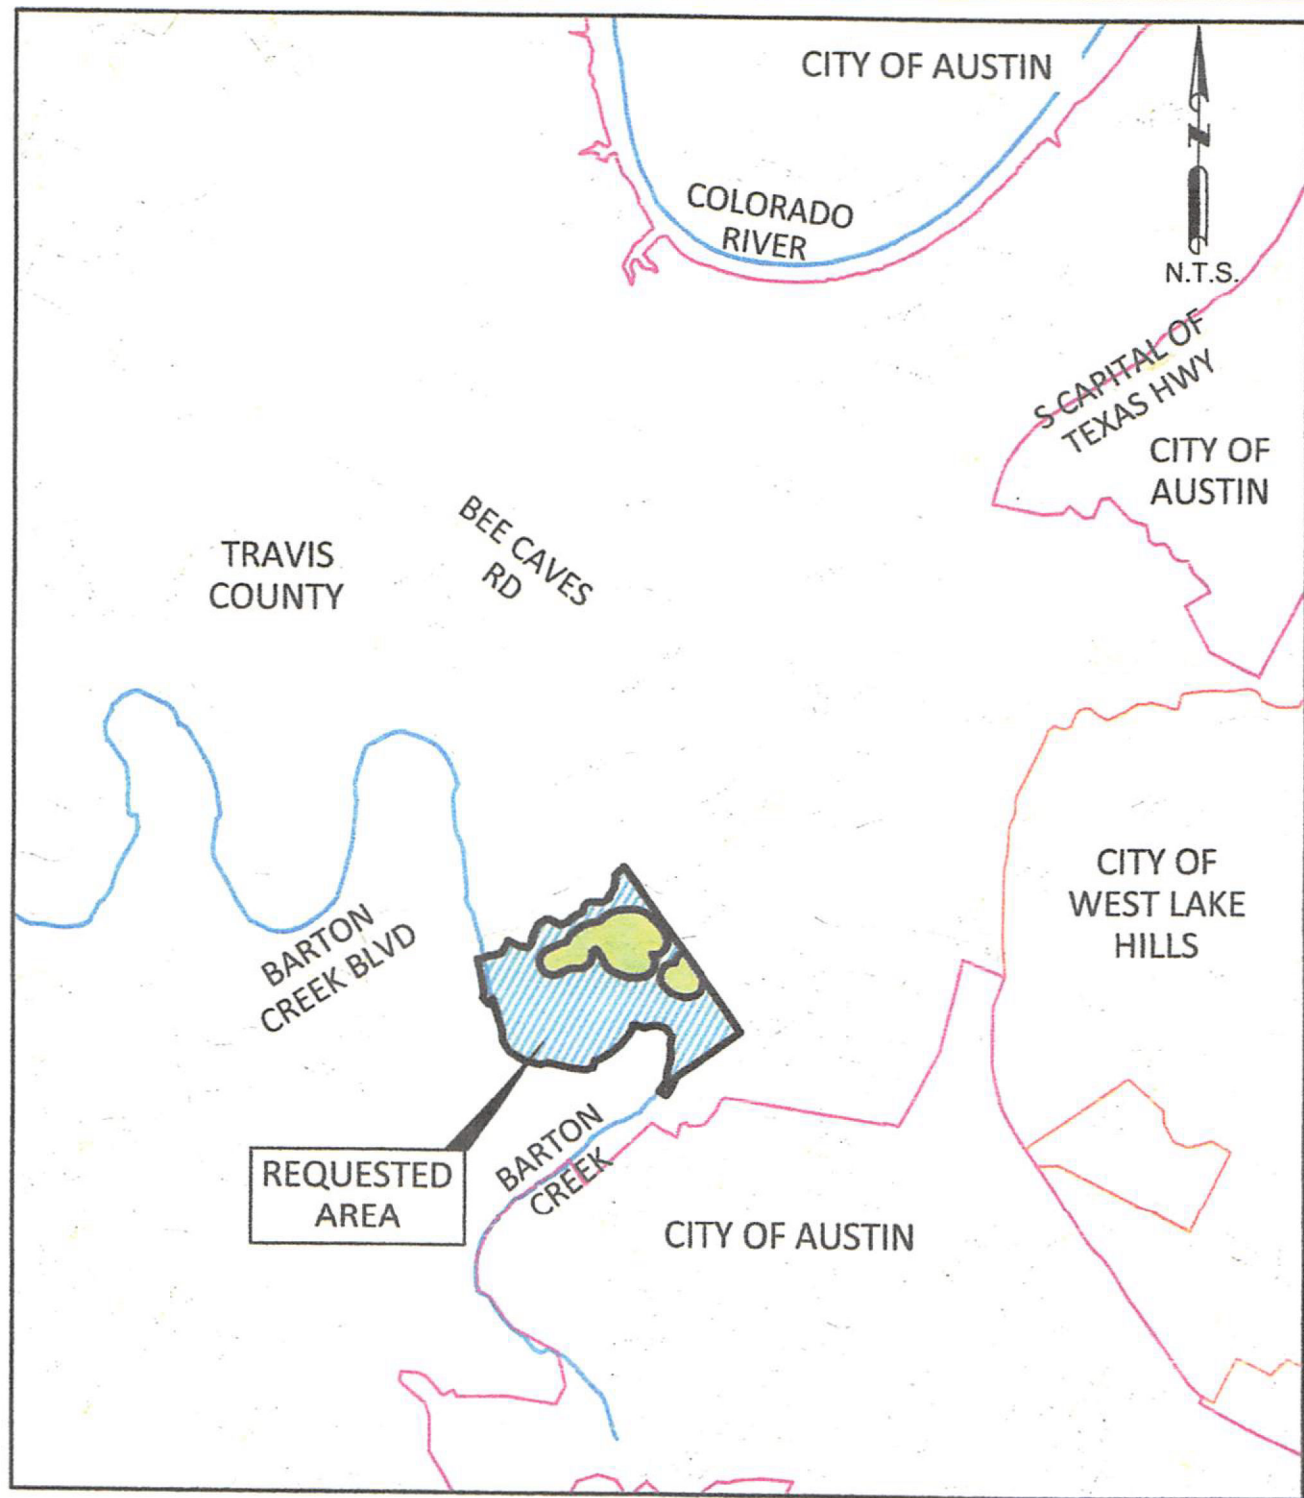 CITY OF AUSTIN
COLORADO
RIVER
N
N.T.S.
S CAPITAL OF
TEXAS HWY
CITY OF
AUSTIN
BEE CAVES
RD
TRAVIS
COUNTY
CITY OF
WEST LAKE
HILLS
BARTON
CREEK BLVD
BARTON
CREEK
REQUESTED
AREA
CITY OF AUSTIN